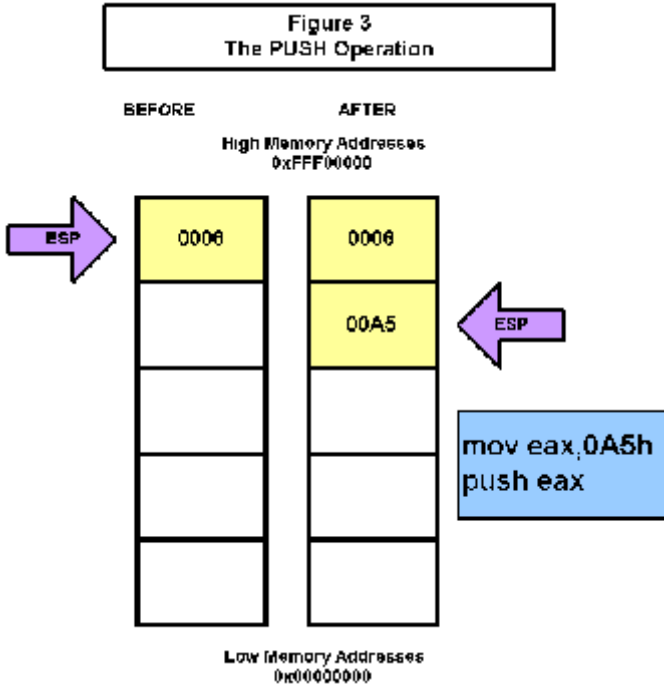 Figure 3
The PUSH Operation
BEFORE AFTER
High Memory Addresses
0xFFF00000
ESP 0006 0006
00A5 ESP
mov eax,0A5h
push eax
Low Memory Addresses
0x00000000